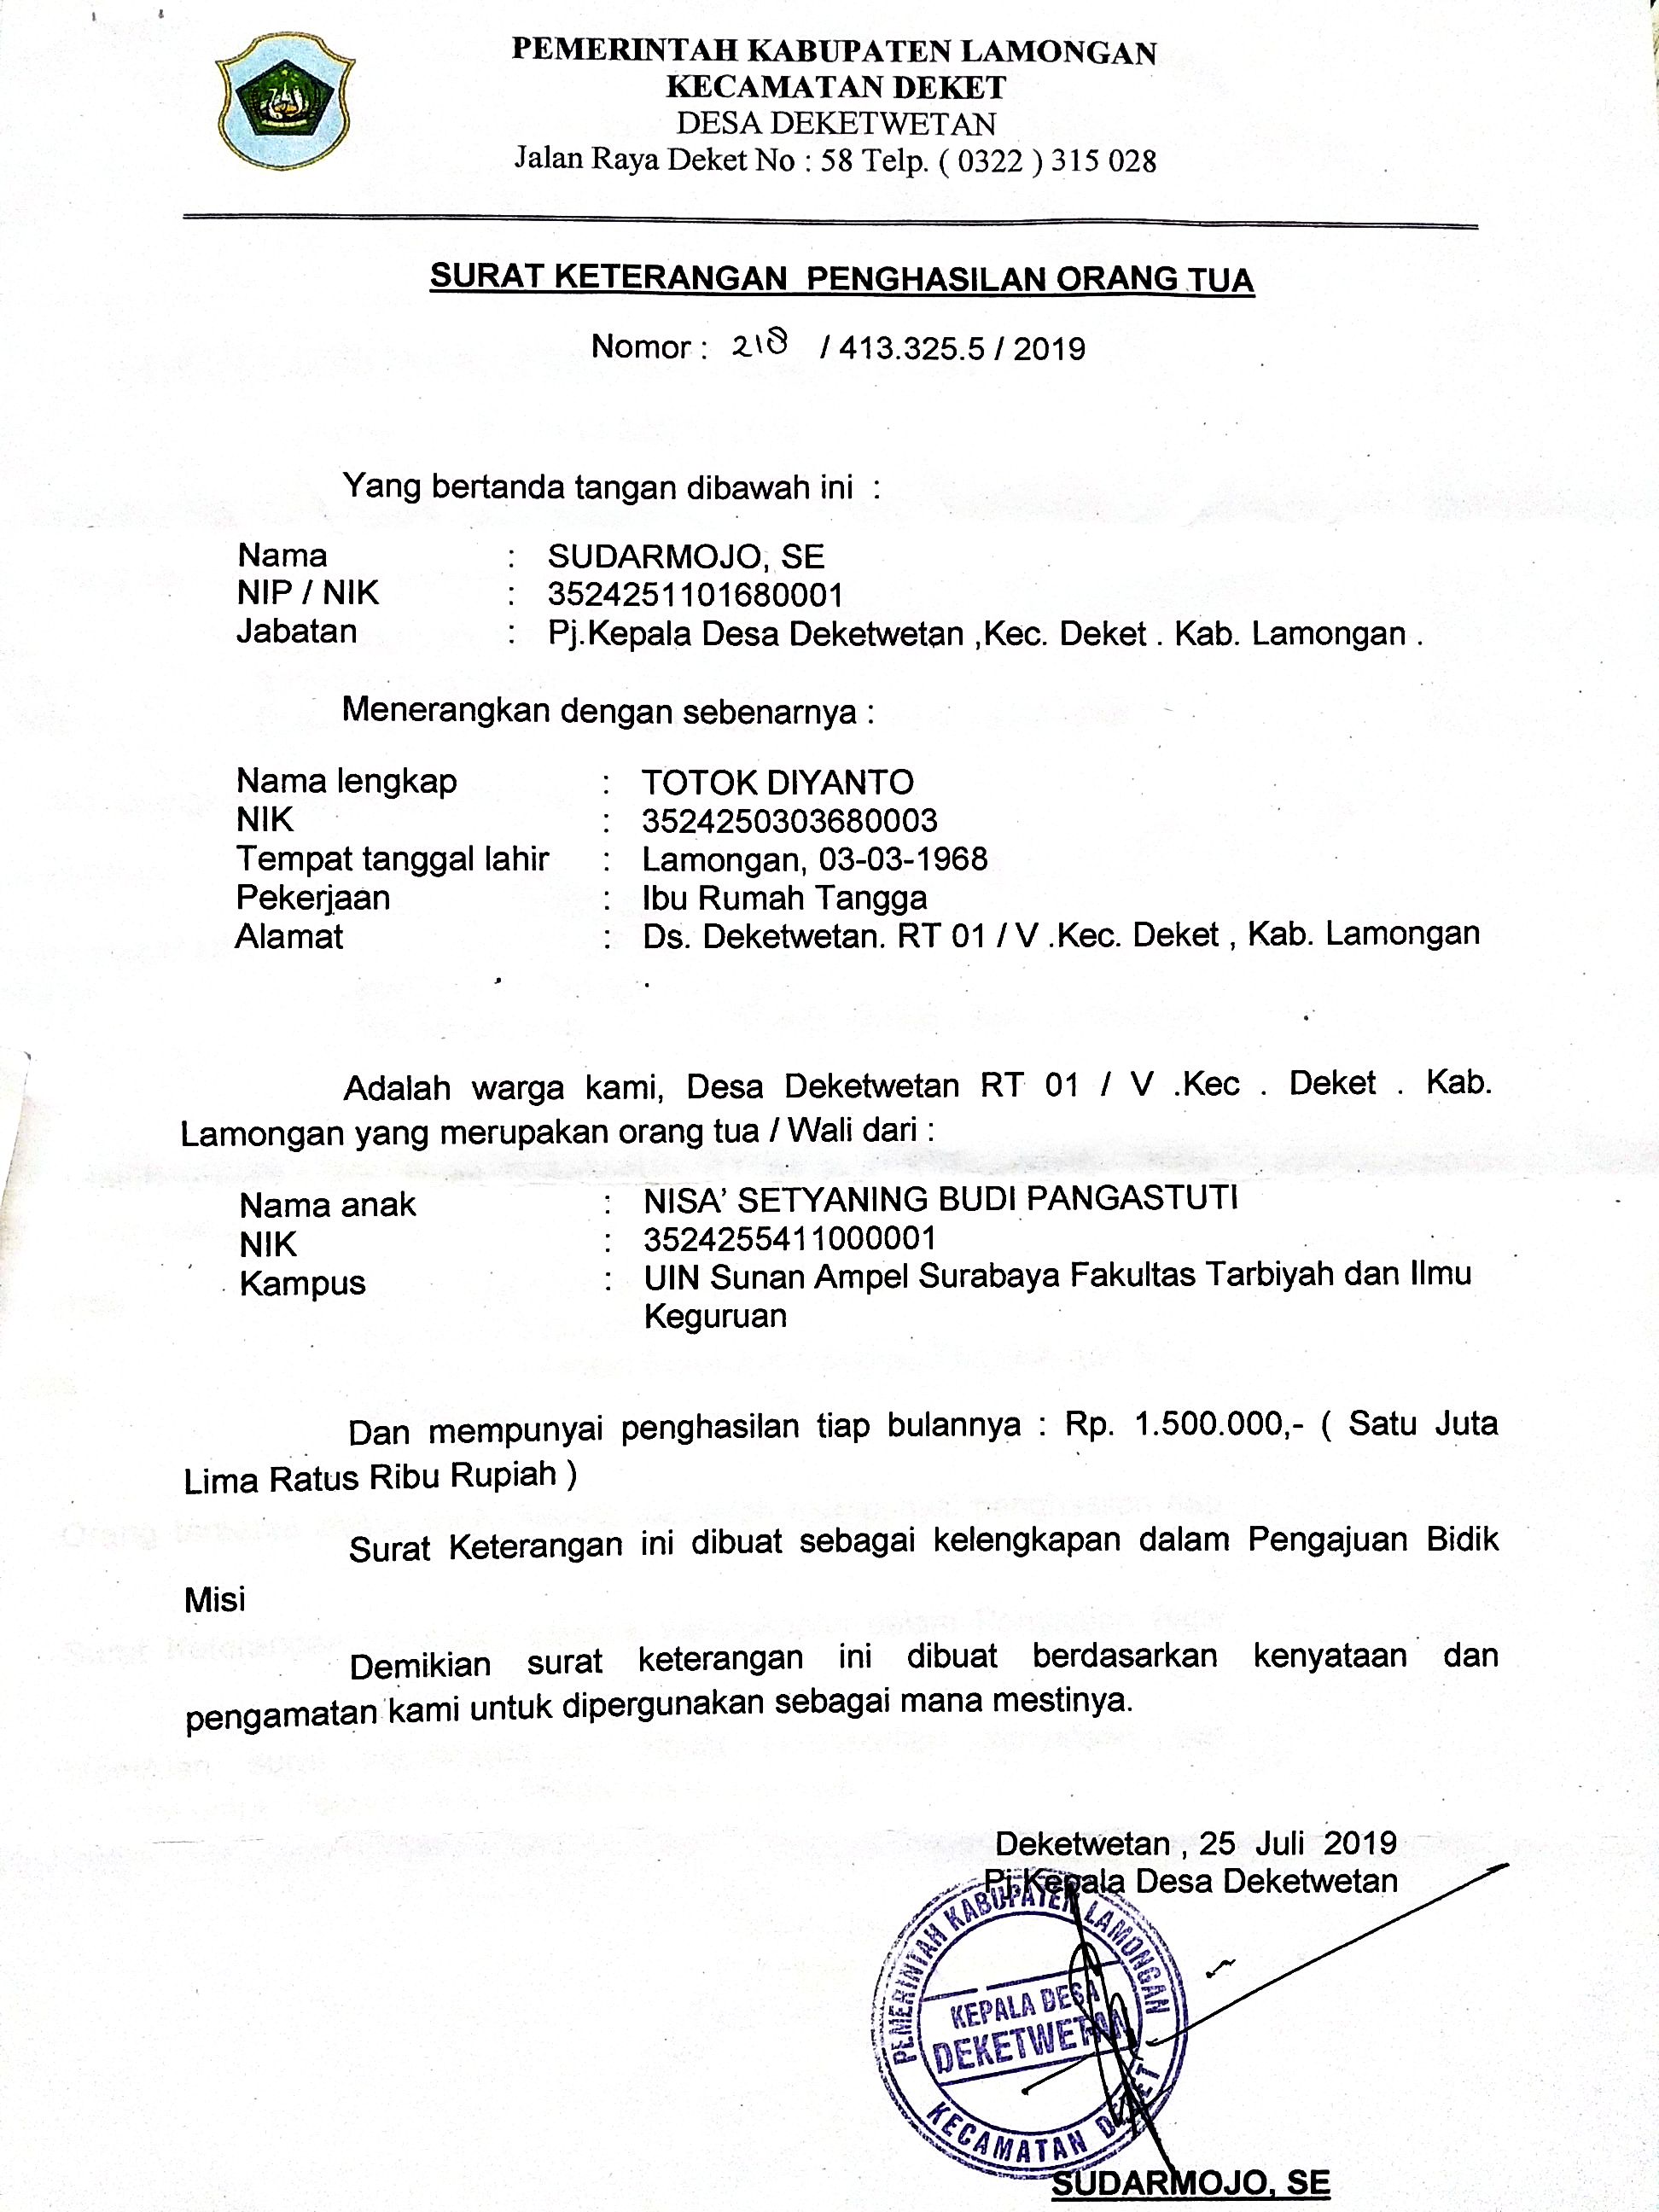 PEMERINTAH KABUPATEN LAMONGAN
KECAMATAN DEKET
DESA DEKETWETAN
Jalan Raya Deket No : 58 Telp. ( 0322 ) 315 028
SURAT KETERANGAN PENGHASILAN ORANG TUA
Nomor : 218 / 413.325.5 / 2019
Yang bertanda tangan dibawah ini :
Nama : SUDARMOJO, SE
NIP / NIK : 3524251101680001
Jabatan : Pj.Kepala Desa Deketwetan ,Kec. Deket . Kab. Lamongan .
Menerangkan dengan sebenarnya :
Nama lengkap : TOTOK DIYANTO
NIK : 3524250303680003
Tempat tanggal lahir : Lamongan, 03-03-1968
Pekerjaan : Ibu Rumah Tangga
Alamat : Ds. Deketwetan. RT 01 / V .Kec. Deket , Kab. Lamongan
.
Adalah warga kami, Desa Deketwetan RT 01 / V .Kec . Deket . Kab.
Lamongan yang merupakan orang tua / Wali dari :
Nama anak : NISA’ SETYANING BUDI PANGASTUTI
NIK : 3524255411000001
Kampus : UIN Sunan Ampel Surabaya Fakultas Tarbiyah dan Ilmu
Keguruan
Dan mempunyai penghasilan tiap bulannya : Rp. 1.500.000,- ( Satu Juta
Lima Ratus Ribu Rupiah )
Surat Keterangan ini dibuat sebagai kelengkapan dalam Pengajuan Bidik
Misi
Demikian surat keterangan ini dibuat berdasarkan kenyataan dan
pengamatan kami untuk dipergunakan sebagai mana mestinya.
Deketwetan , 25 Juli 2019
Pj.Kepala Desa Deketwetan
PEMERINTAH KABUPATEN LAMONGAN
KEPALA DESA
DEKETWETAN
KECAMATAN DEKET
SUDARMOJO, SE